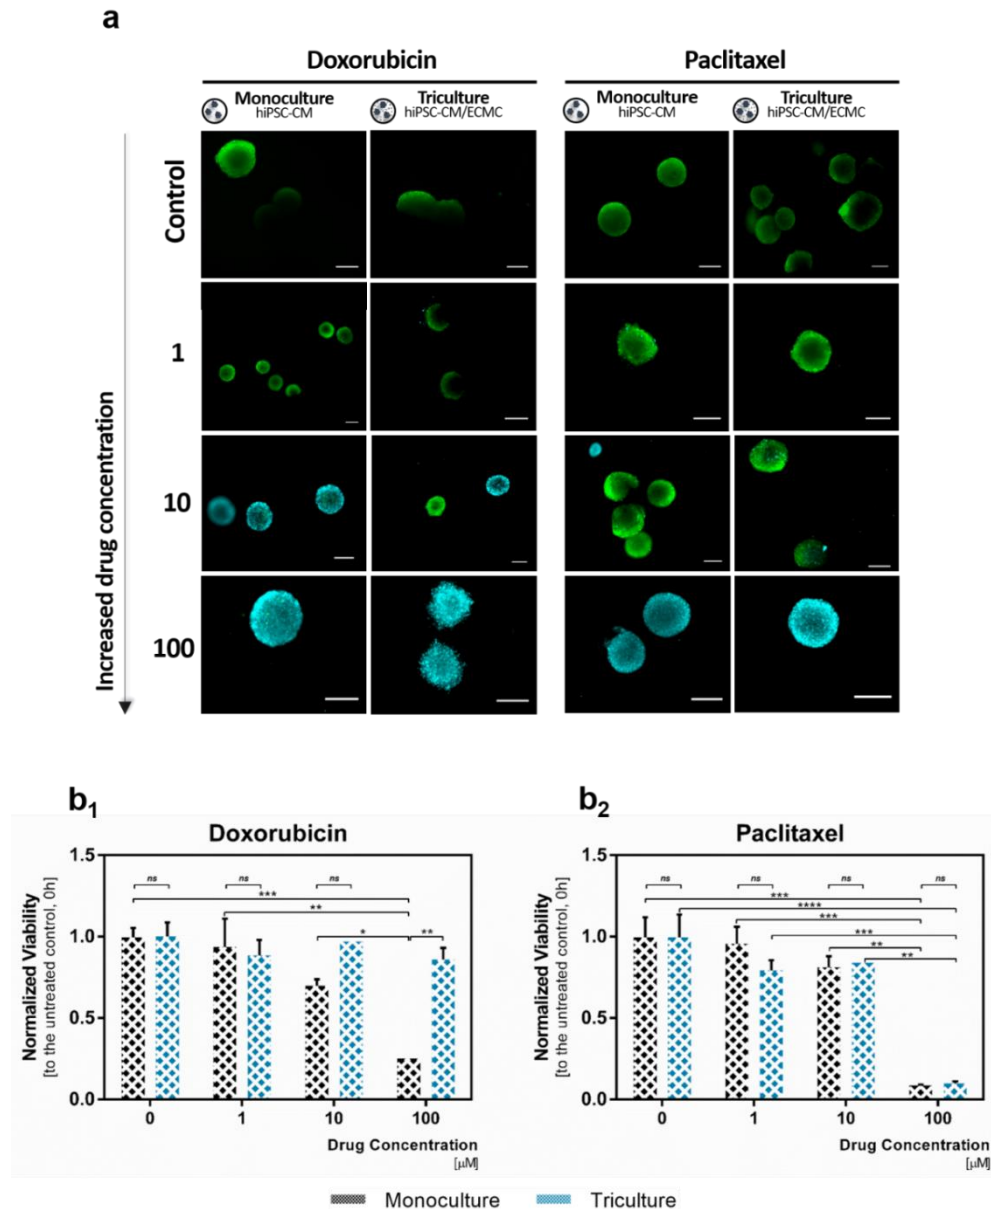 a
Doxorubicin
Paclitaxel
Monoculture
hiPSC-CM
Triculture
hiPSC-CM/ECMC
Monoculture
hiPSC-CM
Triculture
hiPSC-CM/ECMC
Increased drug concentration
Control
1
10
100
b1
Doxorubicin
Normalized Viability
[to the untreated control, 0h]
1.5
1.0
0.5
0.0
ns
ns
ns
***
**
*
**
0 1 10 100
Drug Concentration
[µM]
b2
Paclitaxel
Normalized Viability
[to the untreated control, 0h]
1.5
1.0
0.5
0.0
ns
ns
ns
ns
***
****
***
***
**
**
0 1 10 100
Drug Concentration
[µM]
Monoculture Triculture